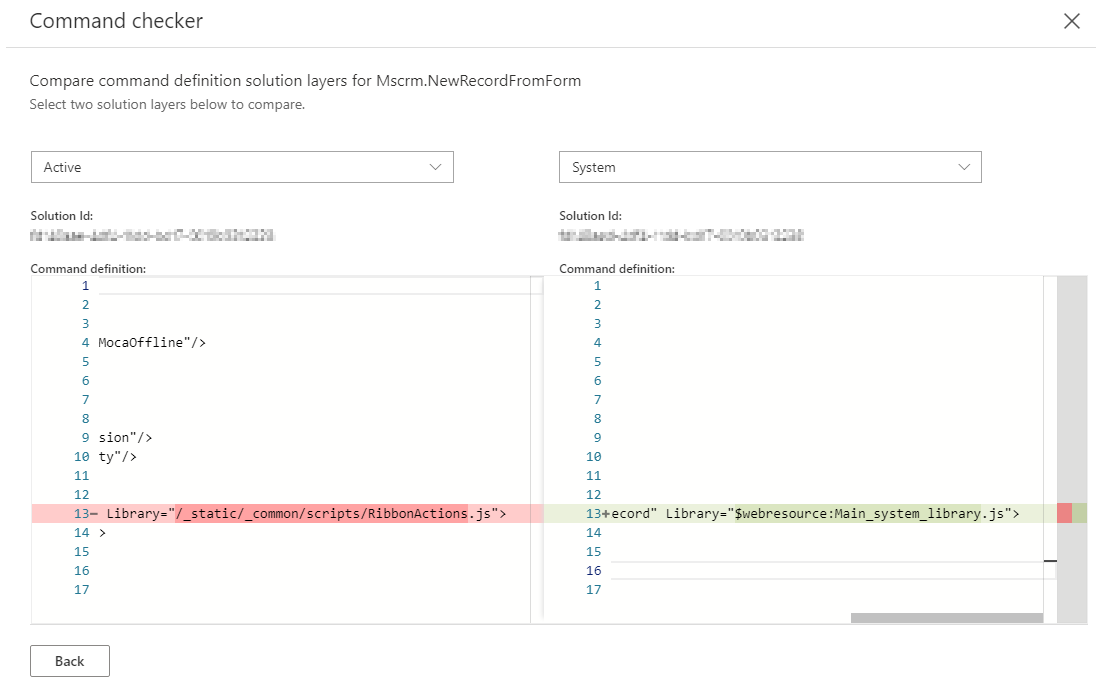 Command checker
Compare command definition solution layers for Mscrm.NewRecordFromForm
Select two solution layers below to compare.
Active
System
Solution Id:
Solution Id:
Command definition:
Command definition:
1
2
3
4 MocaOffline"/>
5
6
7
8
9 sion"/>
10 ty"/>
11
12
13- Library="/_static/_common/scripts/RibbonActions.js">
14 >
15
16
17
1
2
3
4
5
6
7
8
9
10
11
12
13+ecord" Library="$webresource:Main_system_library.js">
14
15
16
17
Back